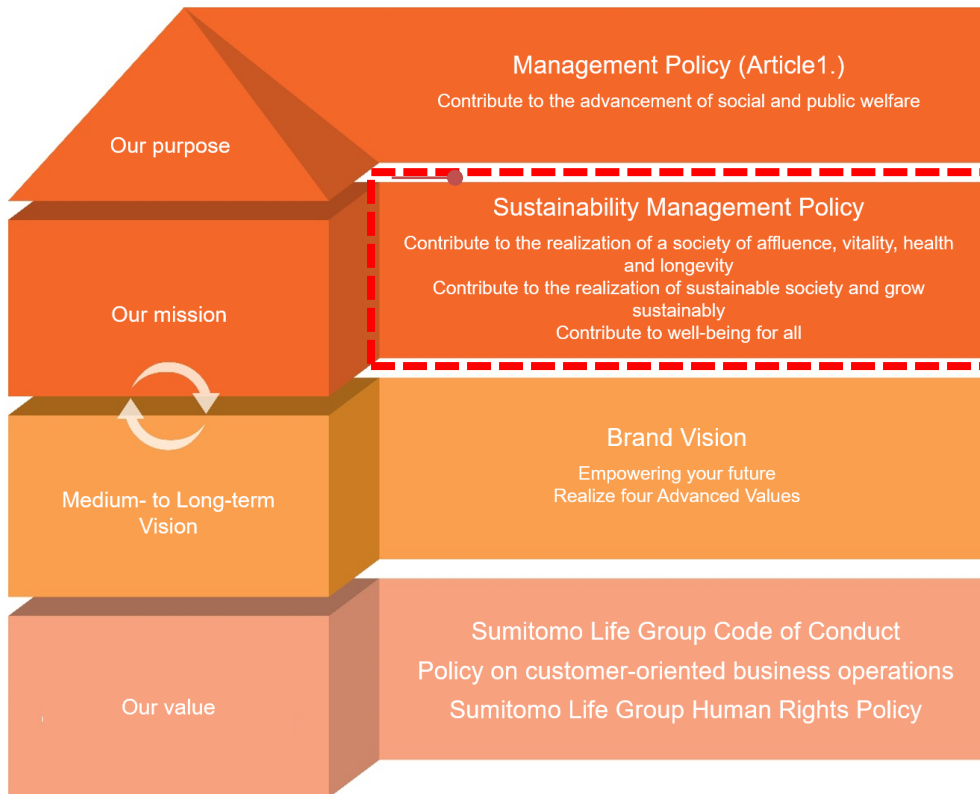 Management Policy (Article1.)
Contribute to the advancement of social and public welfare
Our purpose
Sustainability Management Policy
Contribute to the realization of a society of affluence, vitality, health
and longevity
Contribute to the realization of sustainable society and grow
sustainably
Contribute to well-being for all
Our mission
Brand Vision
Empowering your future
Realize four Advanced Values
Medium- to Long-term
Vision
Sumitomo Life Group Code of Conduct
Policy on customer-oriented business operations
Sumitomo Life Group Human Rights Policy
Our value